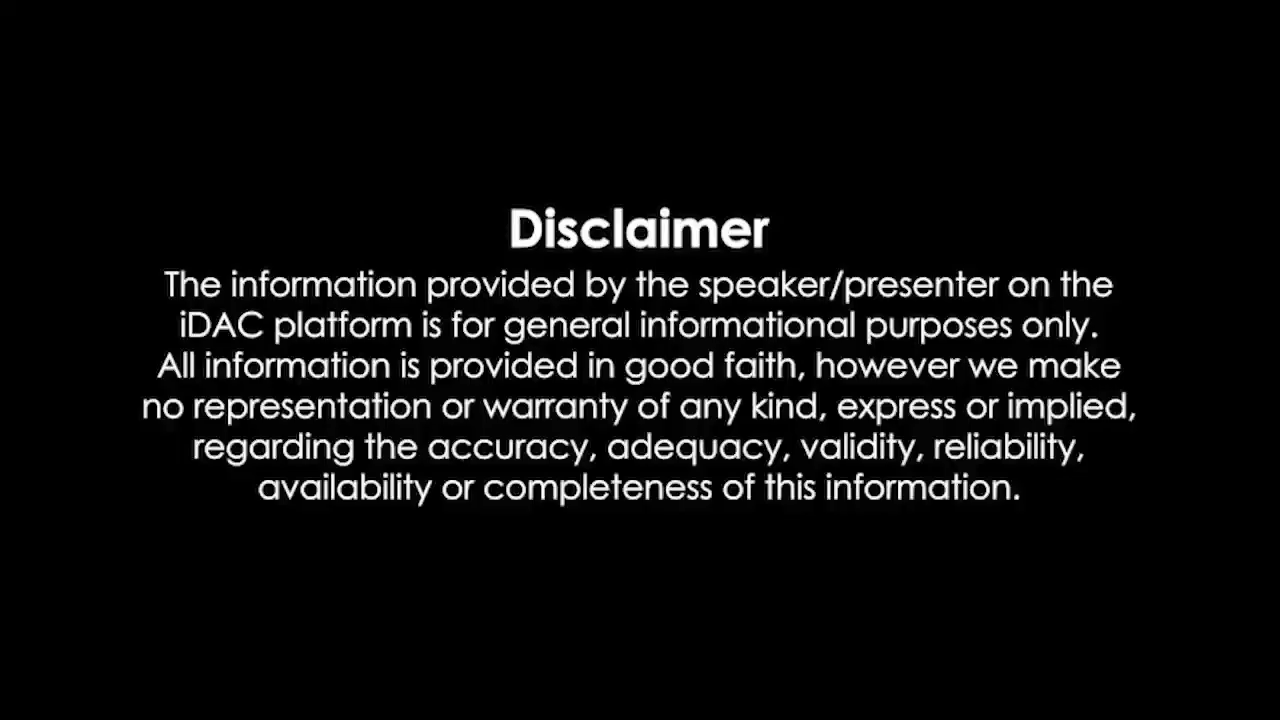 Disclaimer
The information provided by the speaker/presenter on the
iDAC platform is for general informational purposes only.
All information is provided in good faith, however we make
no representation or warranty of any kind, express or implied,
regarding the accuracy, adequacy, validity, reliability,
availability or completeness of this information.